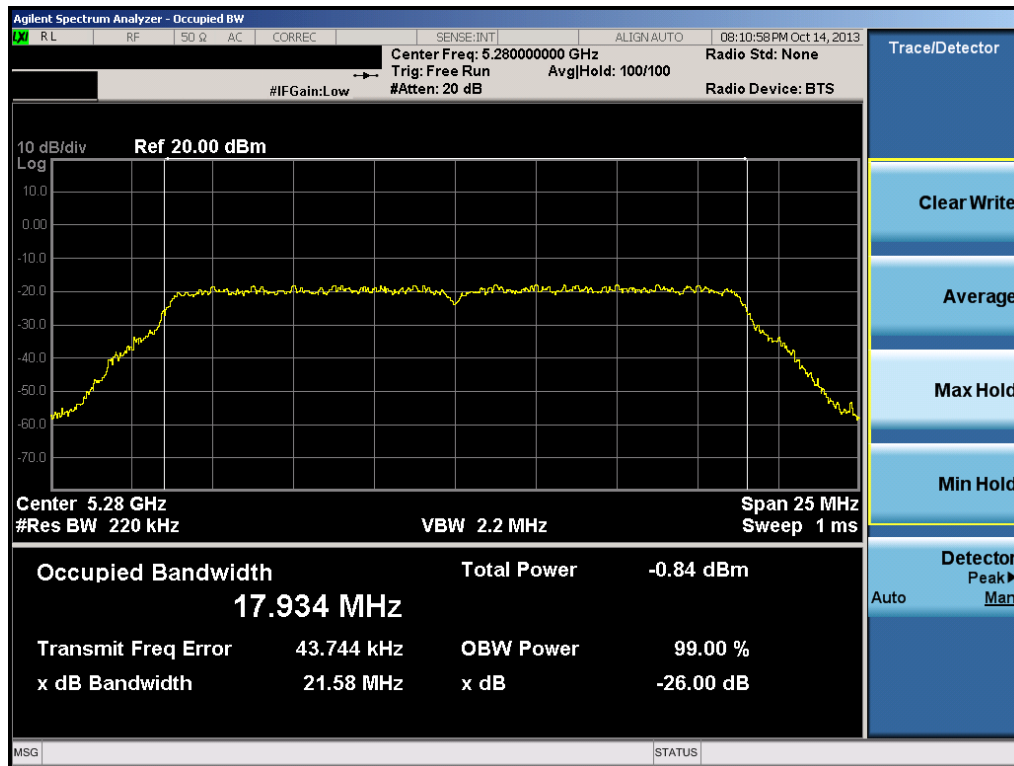 Agilent Spectrum Analyzer - Occupied BW
LXI RL RF 50 Ω AC CORREC SENSE:INT ALIGN AUTO 08:10:58 PM Oct 14, 2013
Center Freq: 5.280000000 GHz Radio Std: None
Trig: Free Run Avg|Hold: 100/100
#IFGain:Low #Atten: 20 dB Radio Device: BTS
10 dB/div Ref 20.00 dBm
Log
10.0
0.00
-10.0
-20.0
-30.0
-40.0
-50.0
-60.0
-70.0
Center 5.28 GHz Span 25 MHz
#Res BW 220 kHz VBW 2.2 MHz Sweep 1 ms
Occupied Bandwidth Total Power -0.84 dBm
17.934 MHz
Transmit Freq Error 43.744 kHz OBW Power 99.00 %
x dB Bandwidth 21.58 MHz x dB -26.00 dB
MSG STATUS
Trace/Detector
Clear Write
Average
Max Hold
Min Hold
Detector
Peak▶
Auto Man